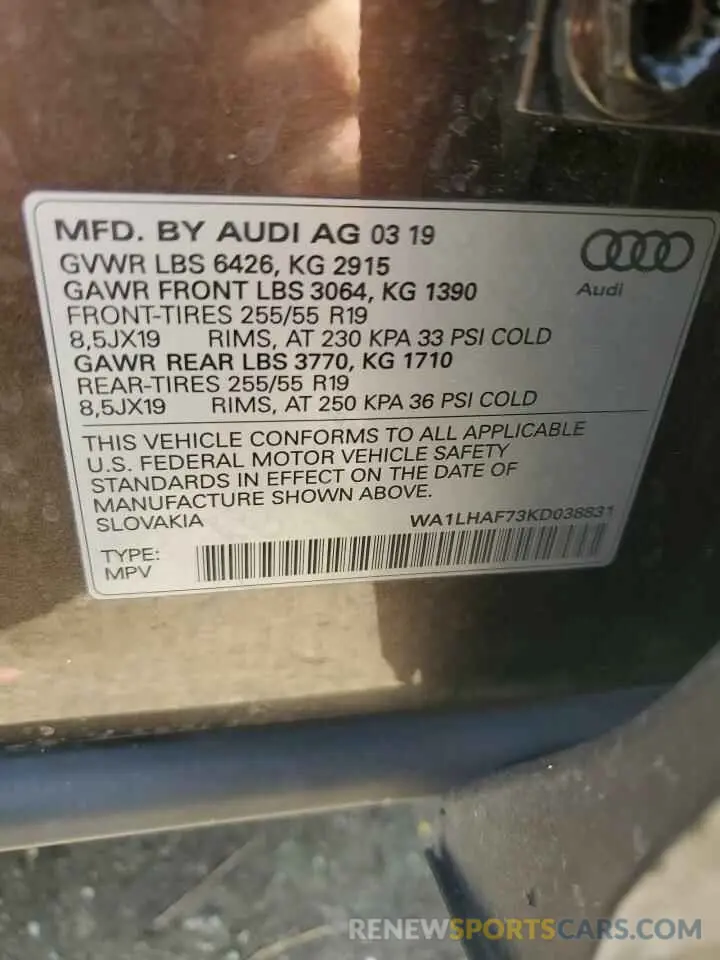 MFD. BY AUDI AG 03 19
GVWR LBS 6426, KG 2915
GAWR FRONT LBS 3064, KG 1390
Audi
FRONT-TIRES 255/55 R19
8,5JX19 RIMS, AT 230 KPA 33 PSI COLD
GAWR REAR LBS 3770, KG 1710
REAR-TIRES 255/55 R19
8,5JX19 RIMS, AT 250 KPA 36 PSI COLD
THIS VEHICLE CONFORMS TO ALL APPLICABLE
U.S. FEDERAL MOTOR VEHICLE SAFETY
STANDARDS IN EFFECT ON THE DATE OF
MANUFACTURE SHOWN ABOVE.
SLOVAKIA WA1LHAF73KD038831
TYPE:
MPV
RENEWSPORTSCARS.COM